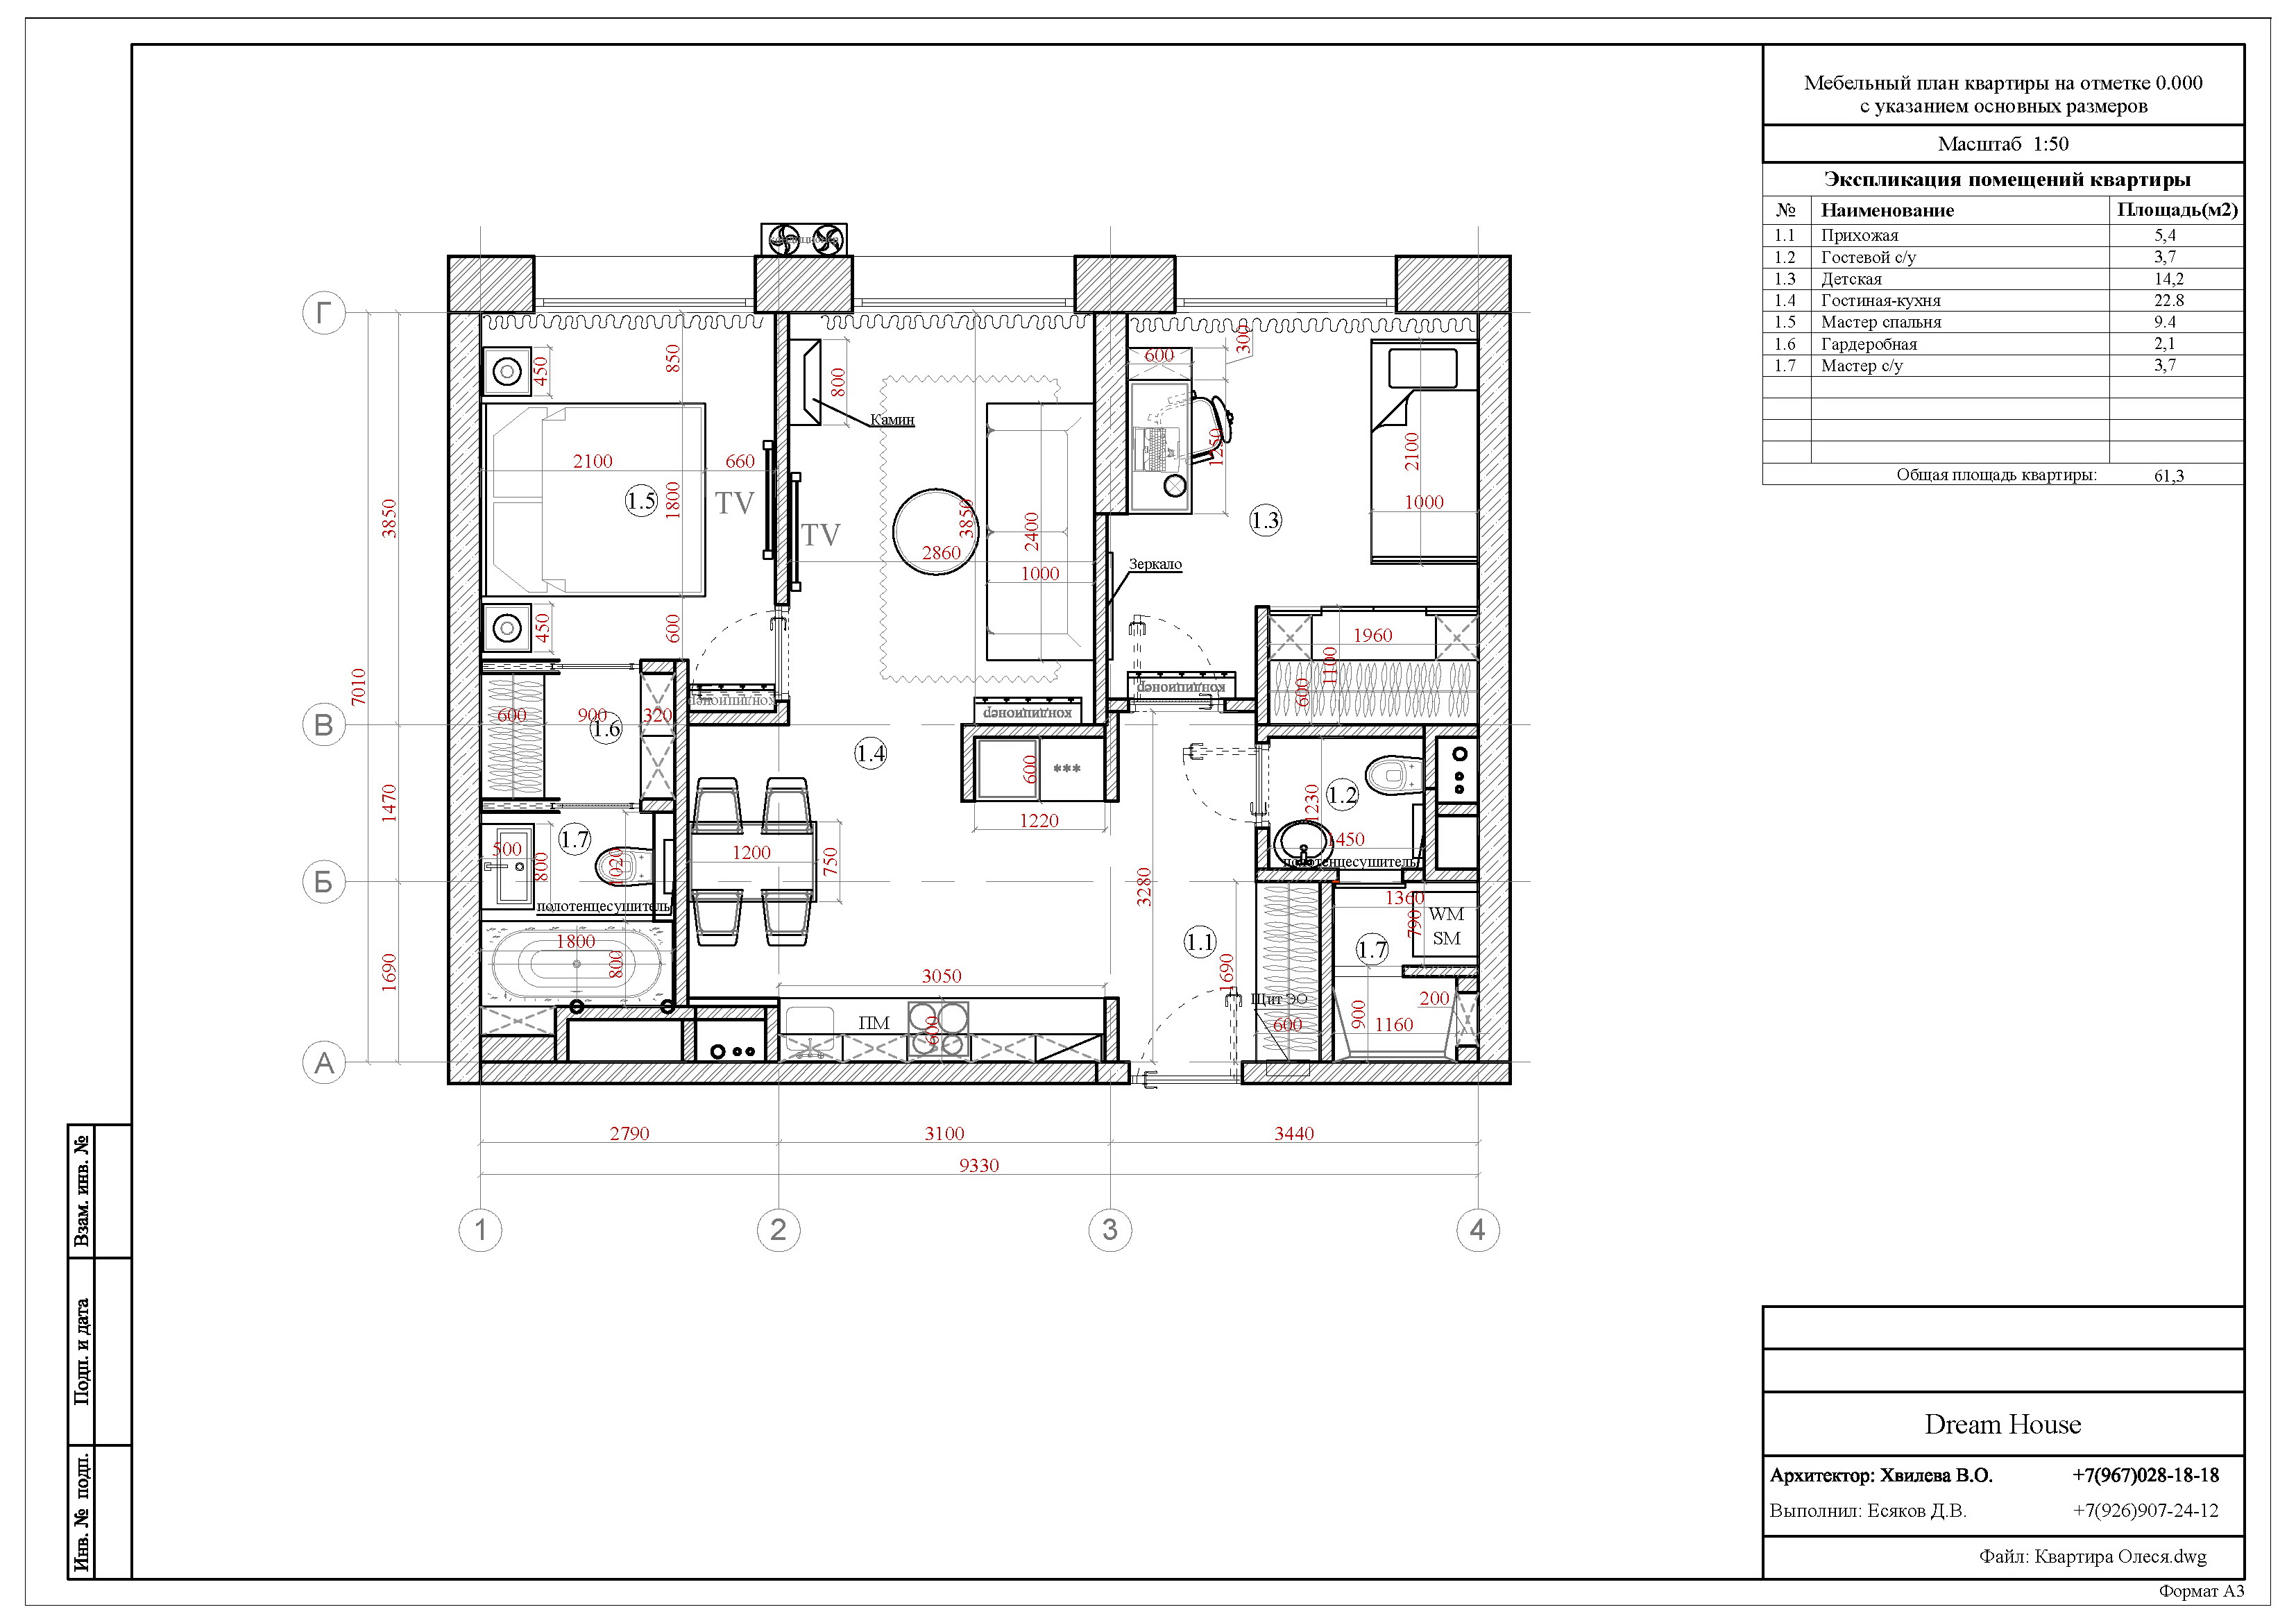 Мебельный план квартиры на отметке 0.000
с указанием основных размеров
Масштаб 1:50
Экспликация помещений квартиры
№ Наименование Площадь(м2)
1.1 Прихожая 5,4
1.2 Гостевой с/у 3,7
1.3 Детская 14,2
1.4 Гостиная-кухня 22.8
1.5 Мастер спальня 9.4
1.6 Гардеробная 2,1
1.7 Мастер с/у 3,7
Общая площадь квартиры: 61,3
Г
В
Б
А
1
2
3
4
7010
3850
1470
1690
2790
3100
3440
9330
450
850
2100
660
1.5
1800
TV
450
600
800
Камин
TV
3850
2860
2400
1000
600
300
1250
1.3
2100
1000
Зеркало
1960
1100
600
кондиционер
кондиционер
кондиционер
600
900
320
1.6
1.4
600
***
1220
1.2
1230
1450
полотенцесушитель
1.7
500
800
1020
полотенцесушитель
1200
750
1800
800
3280
1.1
1690
3050
ПМ
600
Щит ЭО
600
1360
790
WM
SM
1.7
900
200
1160
Взам. инв. №
Подп. и дата
Инв. № подп.
Dream House
Архитектор: Хвилева В.О. +7(967)028-18-18
Выполнил: Есяков Д.В. +7(926)907-24-12
Файл: Квартира Олеся.dwg
Формат А3